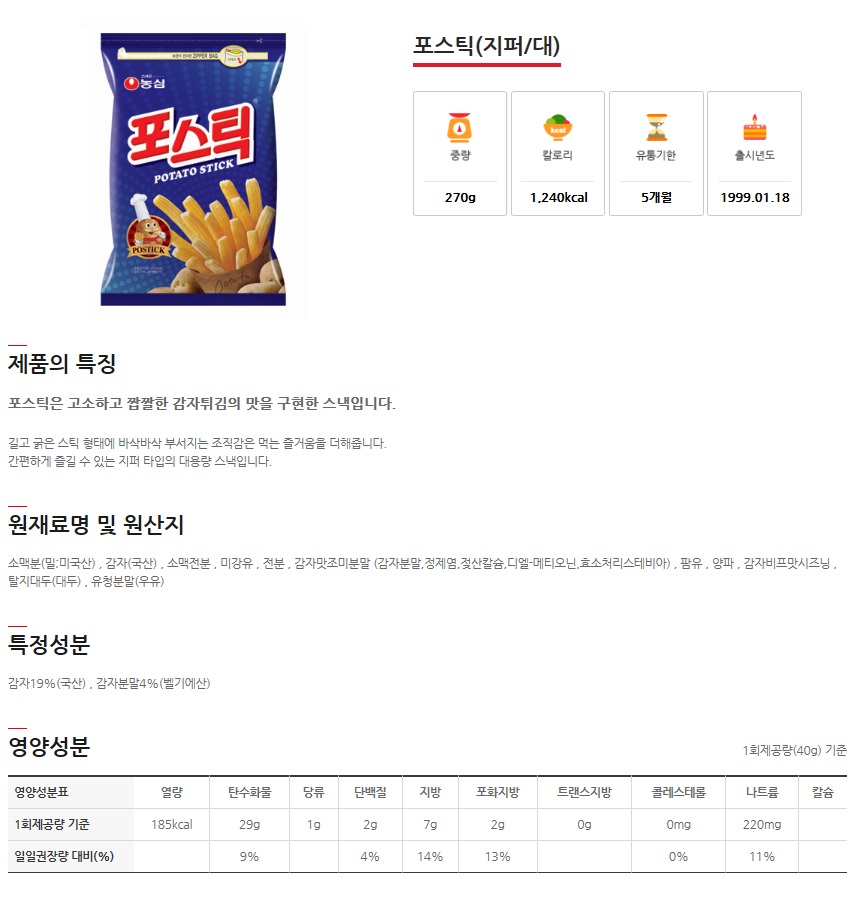 농심
포스틱
POTATO STICK
POSTICK
포스틱(지퍼/대)
중량
칼로리
유통기한
출시년도
270g
1,240kcal
5개월
1999.01.18
제품의 특징
포스틱은 고소하고 짭짤한 감자튀김의 맛을 구현한 스낵입니다.
길고 굵은 스틱 형태에 바삭바삭 부서지는 조직감은 먹는 즐거움을 더해줍니다.
간편하게 즐길 수 있는 지퍼 타입의 대용량 스낵입니다.
원재료명 및 원산지
소맥분(밀:미국산) , 감자(국산) , 소맥전분 , 미강유 , 전분 , 감자맛조미분말 (감자분말,정제염,젖산칼슘,디엘-메티오닌,효소처리스테비아) , 팜유 , 양파 , 감자비프맛시즈닝 ,
탈지대두(대두) , 유청분말(우유)
특정성분
감자19%(국산) , 감자분말4%(벨기에산)
영양성분
1회제공량(40g) 기준
영양성분표 열량 탄수화물 당류 단백질 지방 포화지방 트랜스지방 콜레스테롤 나트륨 칼슘
1회제공량 기준 185kcal 29g 1g 2g 7g 2g 0g 0mg 220mg
일일권장량 대비(%) 9% 4% 14% 13% 0% 11%